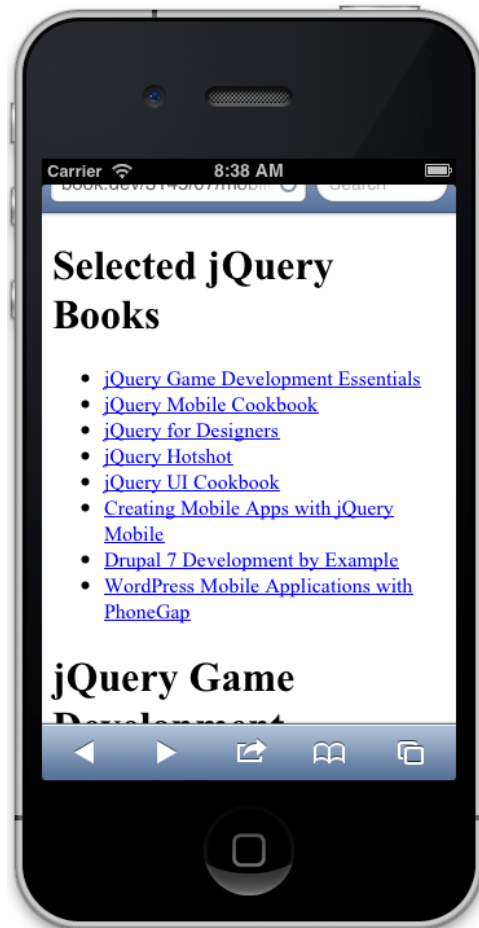 Carrier 8:38 AM
Search
Selected jQuery
Books
• jQuery Game Development Essentials
• jQuery Mobile Cookbook
• jQuery for Designers
• jQuery Hotshot
• jQuery UI Cookbook
• Creating Mobile Apps with jQuery
Mobile
• Drupal 7 Development by Example
• WordPress Mobile Applications with
PhoneGap
jQuery Game
Development